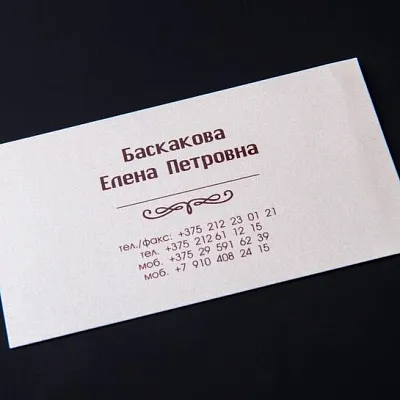 Баскакова
Елена Петровна
тел./факс: +375 212 23 01 21
тел. +375 212 61 12 15
моб. +375 29 591 62 39
моб. +7 910 408 24 15